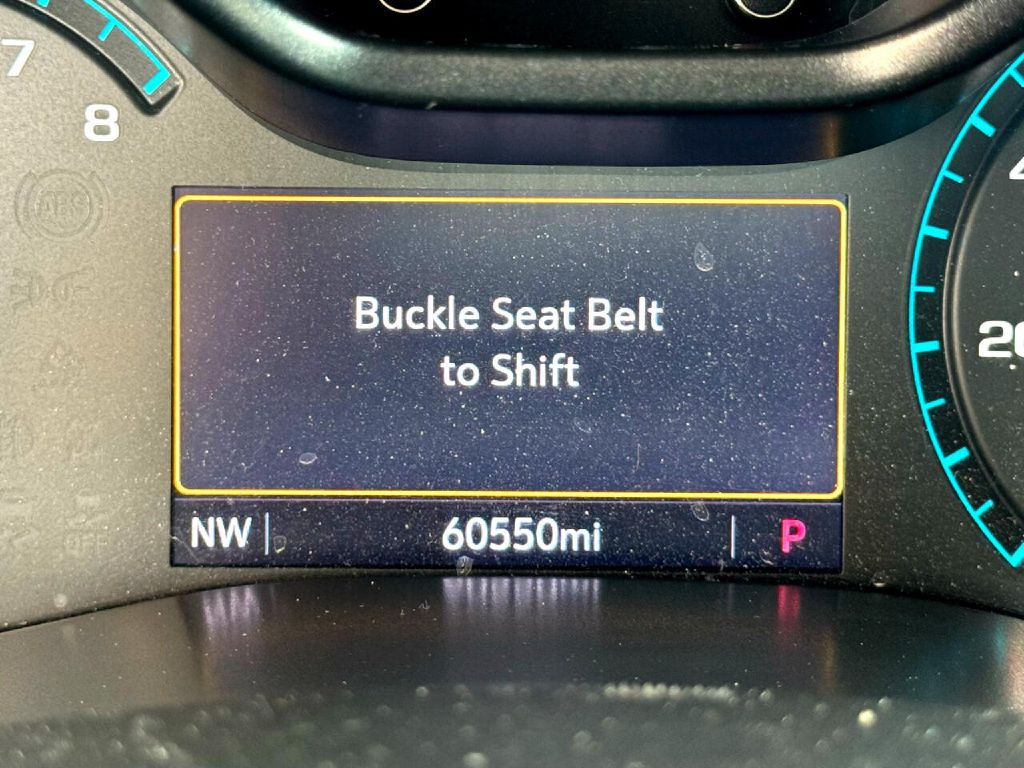 7
8
ABS
Buckle Seat Belt
to Shift
NW
60550mi
P